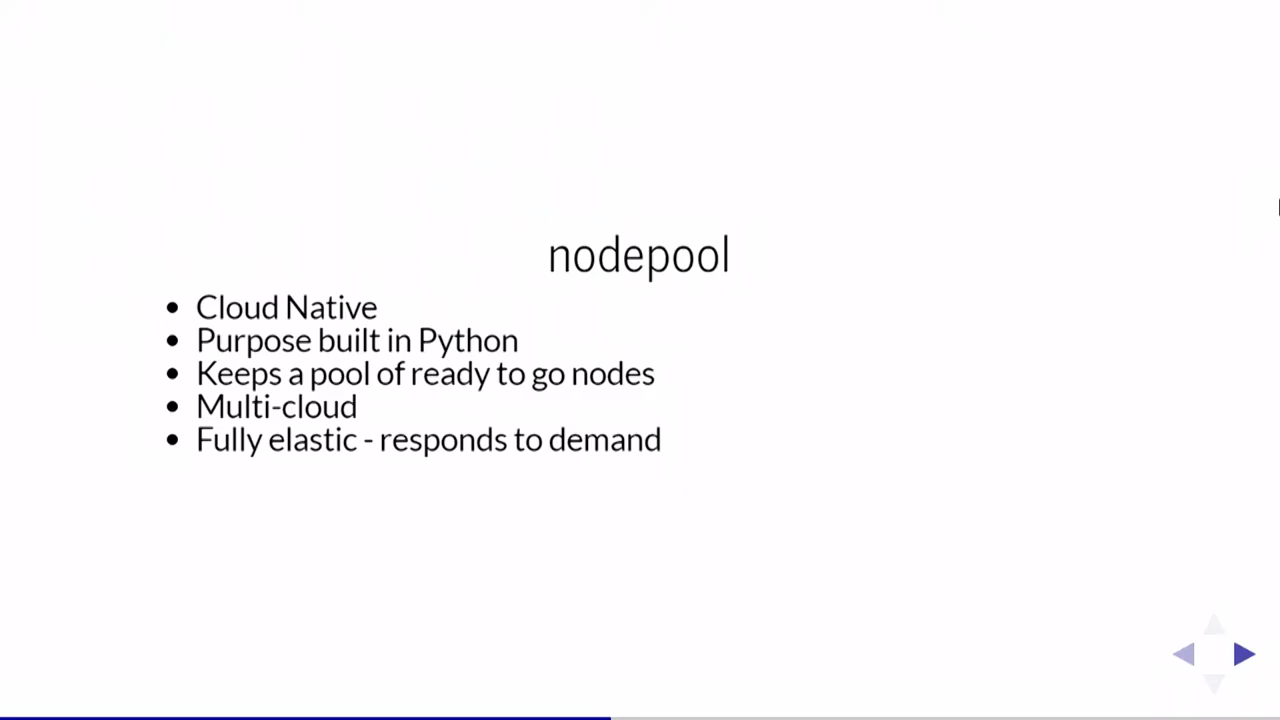 nodepool
Cloud Native
Purpose built in Python
Keeps a pool of ready to go nodes
Multi-cloud
Fully elastic - responds to demand